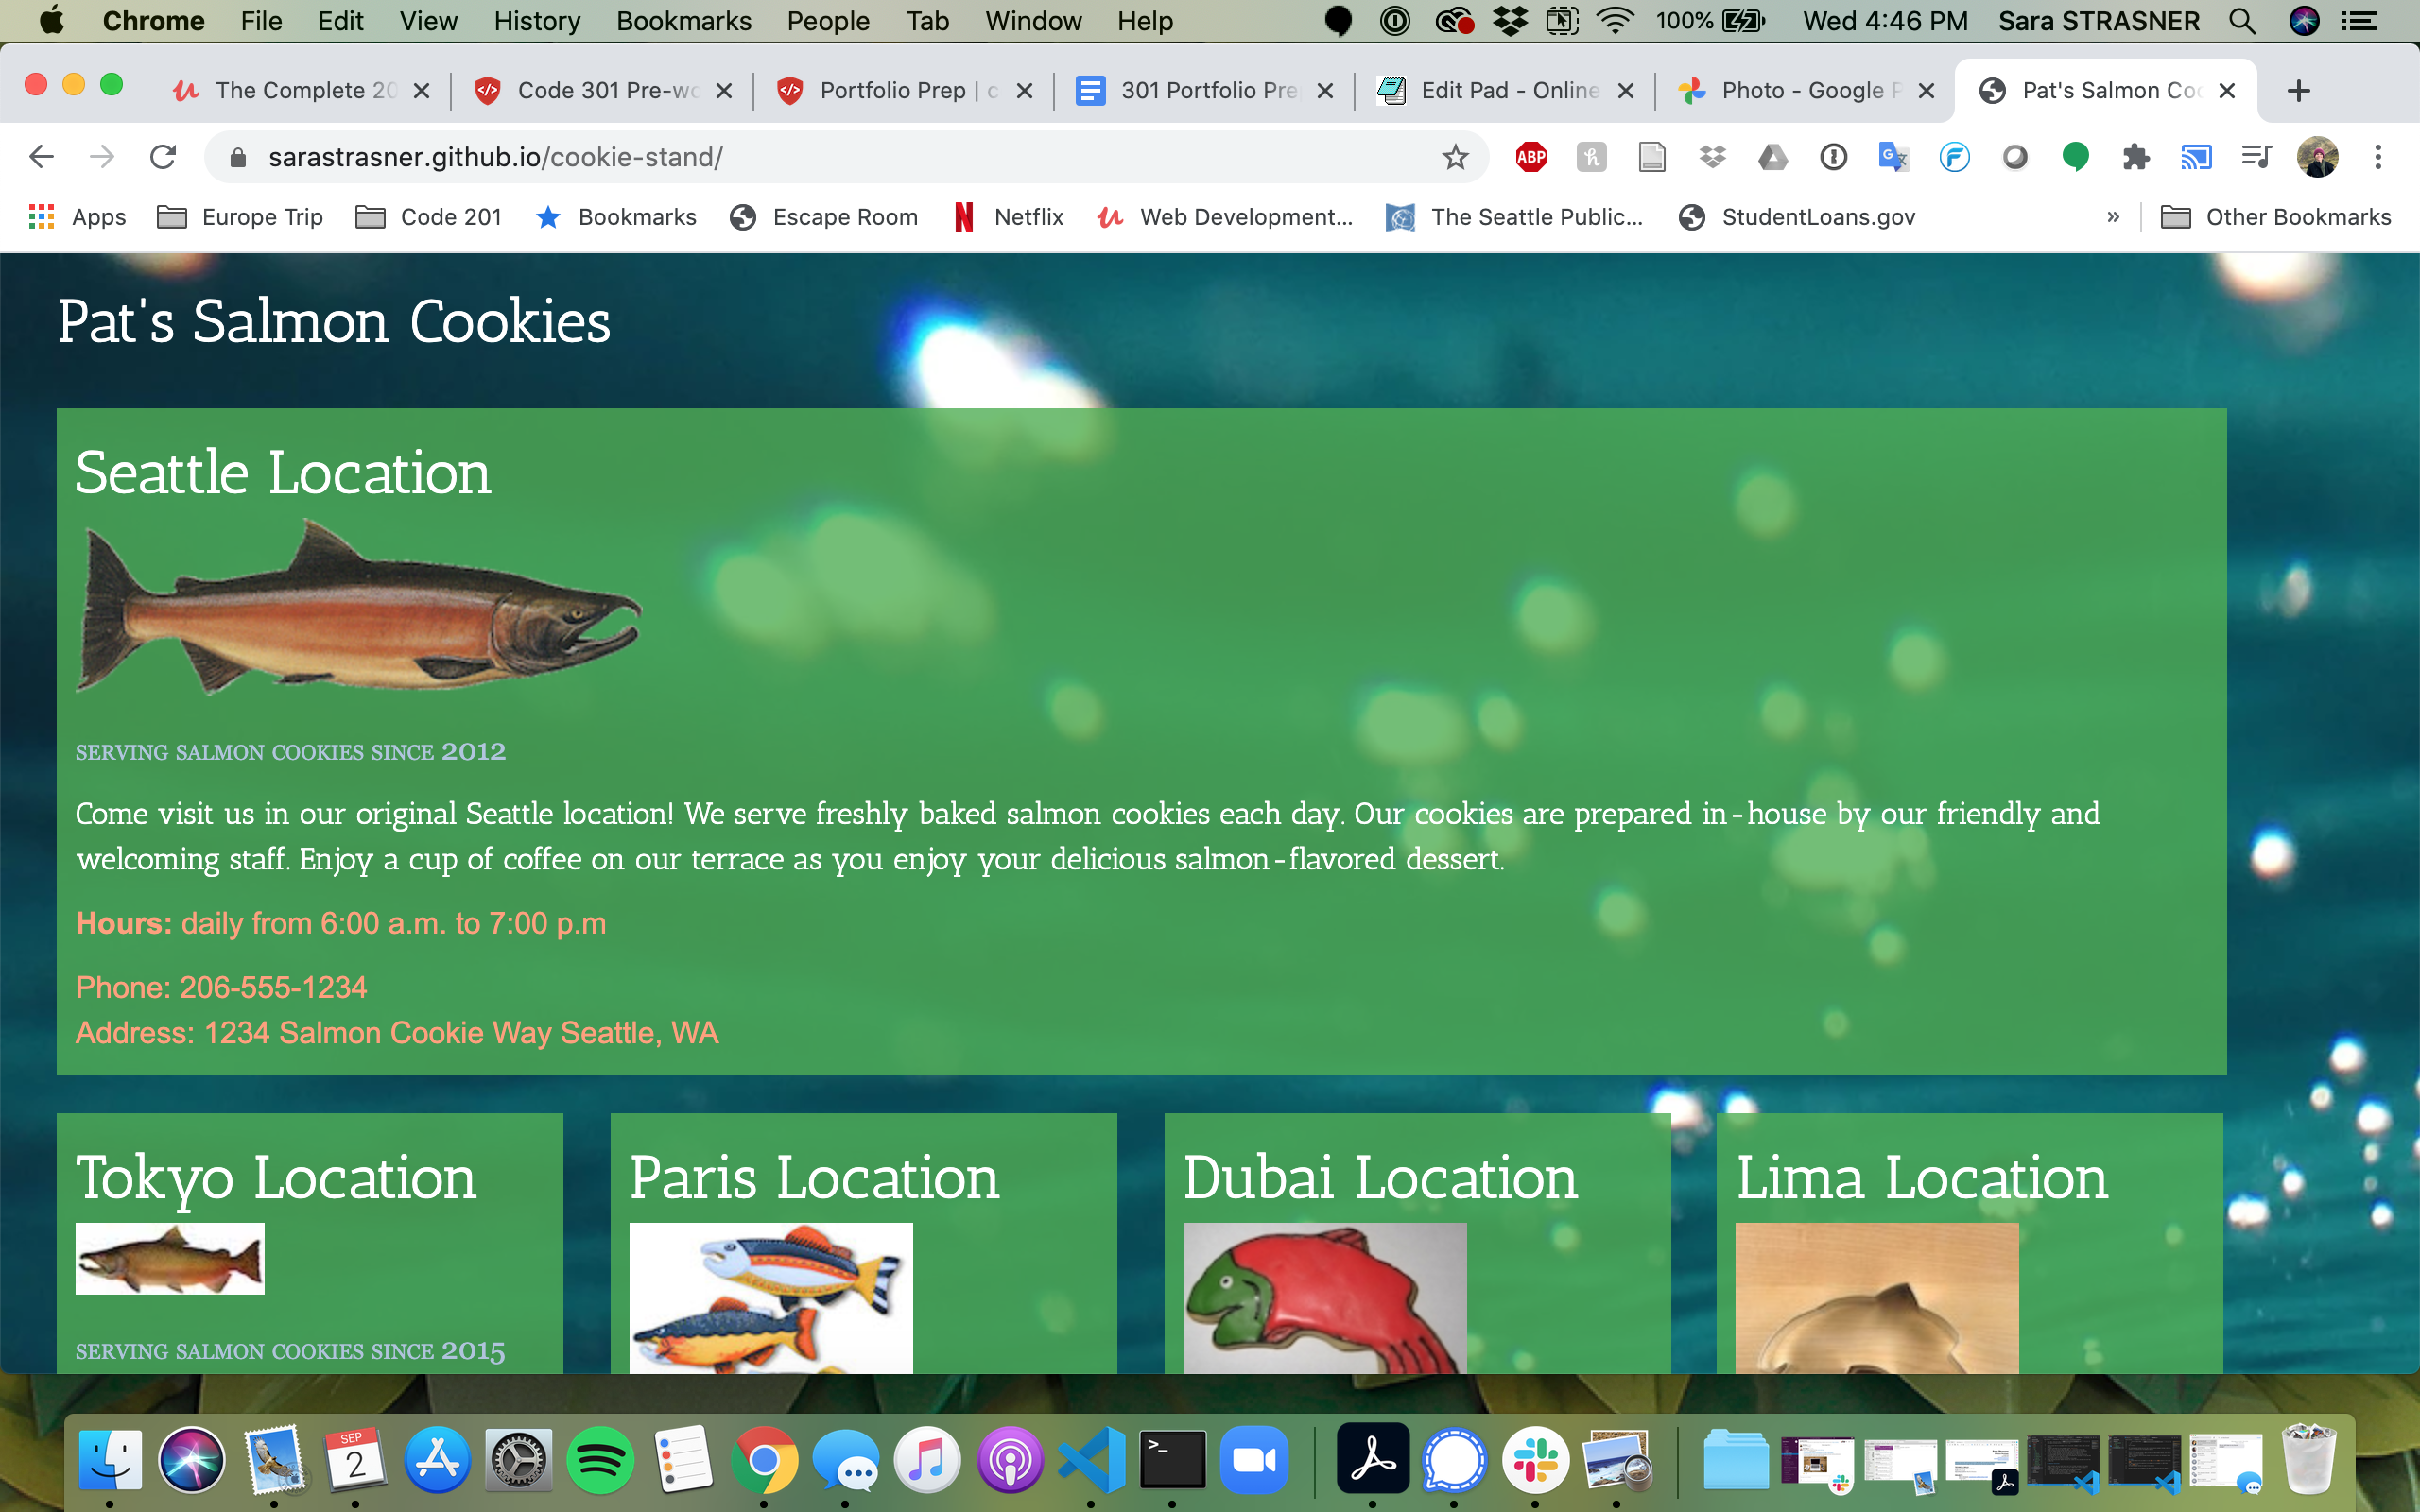 Chrome File Edit View History Bookmarks People Tab Window Help 100% Wed 4:46 PM Sara STRASNER
The Complete 20 Code 301 Pre-wo Portfolio Prep | c 301 Portfolio Pre Edit Pad - Online Photo - Google P Pat's Salmon Coo
sarastrasner.github.io/cookie-stand/ ABP
Apps Europe Trip Code 201 Bookmarks Escape Room Netflix Web Development... The Seattle Public... StudentLoans.gov » Other Bookmarks
Pat's Salmon Cookies
Seattle Location
SERVING SALMON COOKIES SINCE 2012
Come visit us in our original Seattle location! We serve freshly baked salmon cookies each day. Our cookies are prepared in-house by our friendly and
welcoming staff. Enjoy a cup of coffee on our terrace as you enjoy your delicious salmon-flavored dessert.
Hours: daily from 6:00 a.m. to 7:00 p.m
Phone: 206-555-1234
Address: 1234 Salmon Cookie Way Seattle, WA
Tokyo Location Paris Location Dubai Location Lima Location
SERVING SALMON COOKIES SINCE 2015
SEP
2